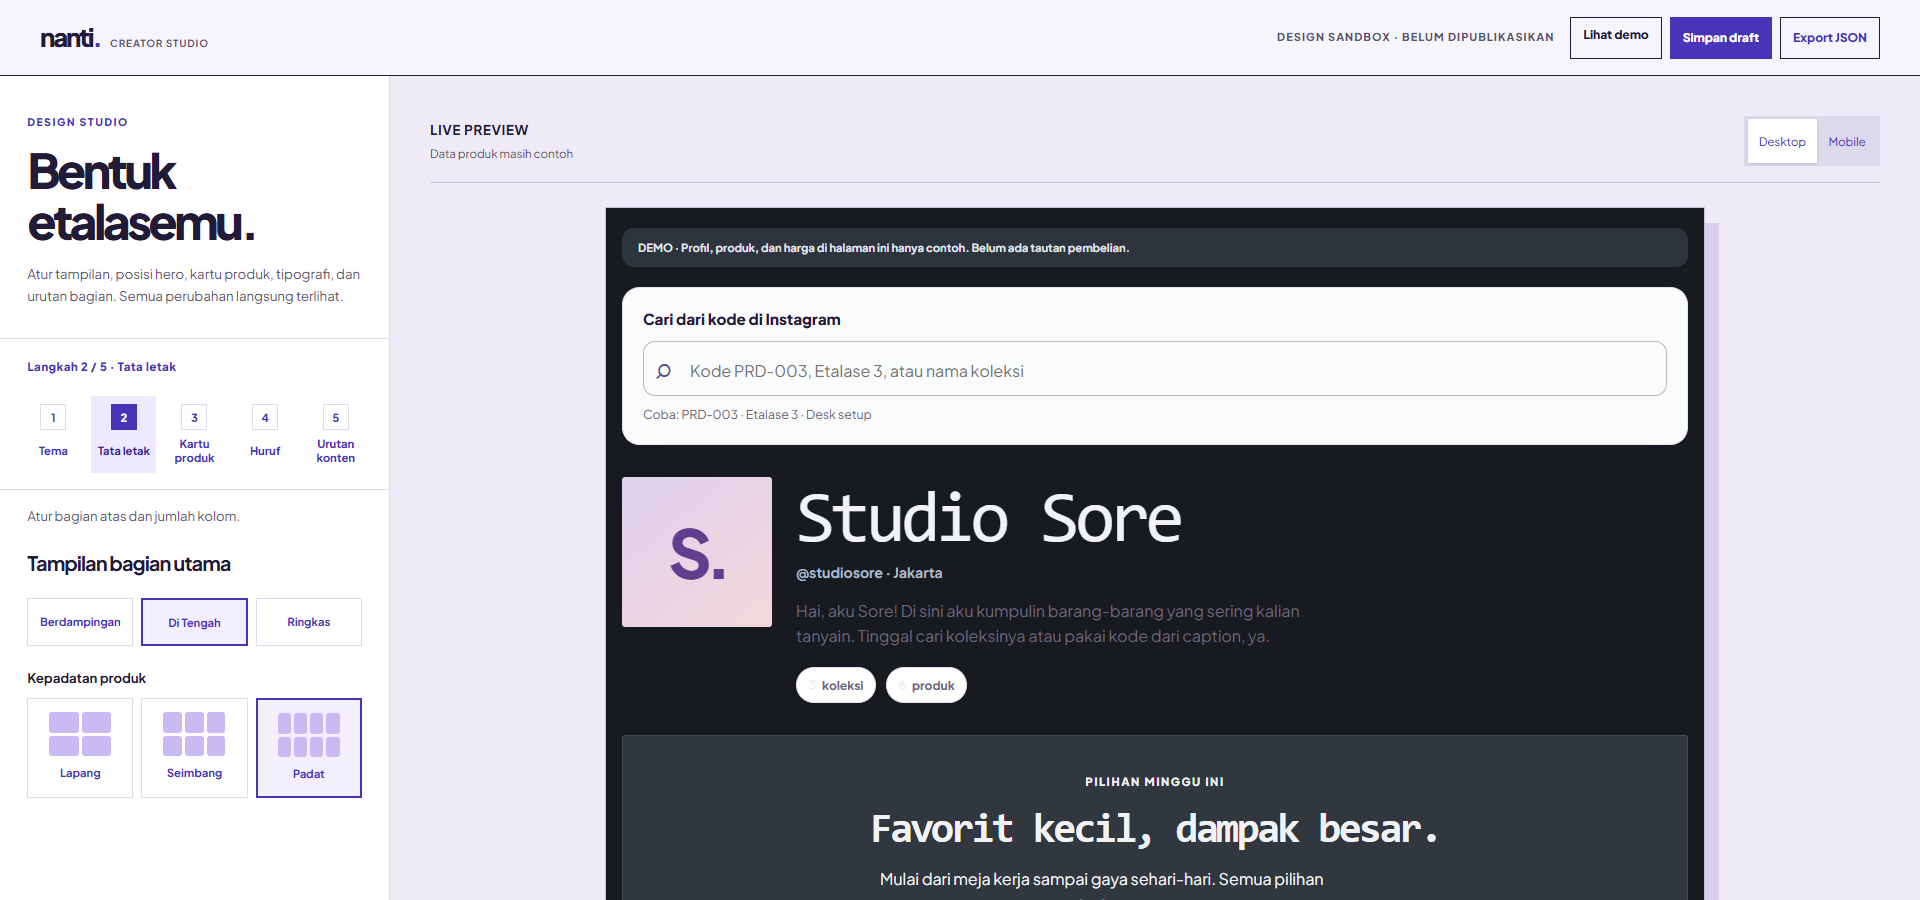 nanti. CREATOR STUDIO
DESIGN SANDBOX · BELUM DIPUBLIKASIKAN
Lihat demo
Simpan draft
Export JSON
DESIGN STUDIO
Bentuk
etalasemu.
Atur tampilan, posisi hero, kartu produk, tipografi, dan
urutan bagian. Semua perubahan langsung terlihat.
Langkah 2 / 5 · Tata letak
1
Tema
2
Tata letak
3
Kartu
produk
4
Huruf
5
Urutan
konten
Atur bagian atas dan jumlah kolom.
Tampilan bagian utama
Berdampingan
Di Tengah
Ringkas
Kepadatan produk
Lapang
Seimbang
Padat
LIVE PREVIEW
Data produk masih contoh
Desktop
Mobile
DEMO · Profil, produk, dan harga di halaman ini hanya contoh. Belum ada tautan pembelian.
Cari dari kode di Instagram
Kode PRD-003, Etalase 3, atau nama koleksi
Coba: PRD-003 · Etalase 3 · Desk setup
S.
Studio Sore
@studiosore · Jakarta
Hai, aku Sore! Di sini aku kumpulin barang-barang yang sering kalian
tanyain. Tinggal cari koleksinya atau pakai kode dari caption, ya.
3 koleksi
6 produk
PILIHAN MINGGU INI
Favorit kecil, dampak besar.
Mulai dari meja kerja sampai gaya sehari-hari. Semua pilihan